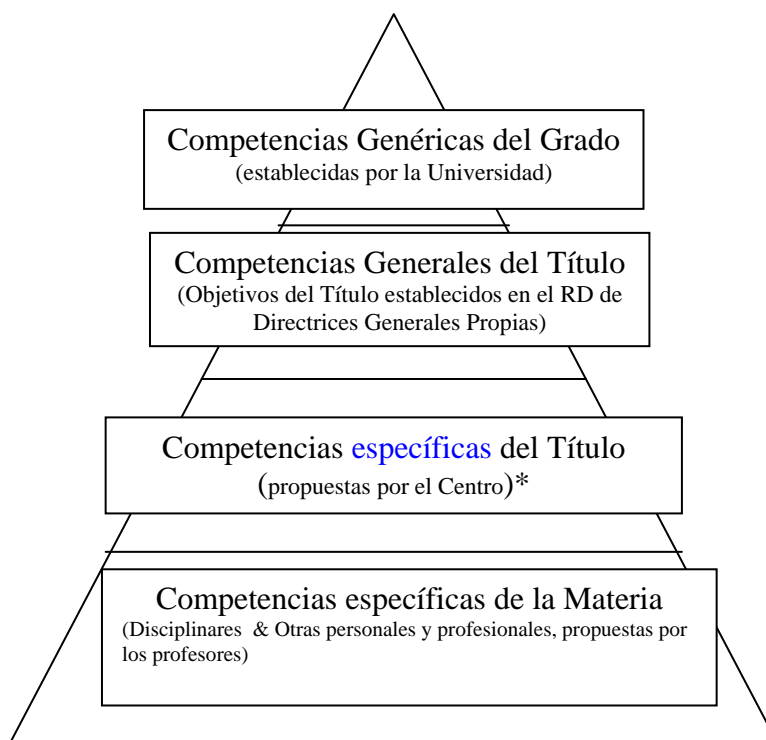 Competencias Genéricas del Grado
(establecidas por la Universidad)
Competencias Generales del Título
(Objetivos del Título establecidos en el RD de
Directrices Generales Propias)
Competencias específicas del Título
(propuestas por el Centro)*
Competencias específicas de la Materia
(Disciplinares & Otras personales y profesionales, propuestas por
los profesores)